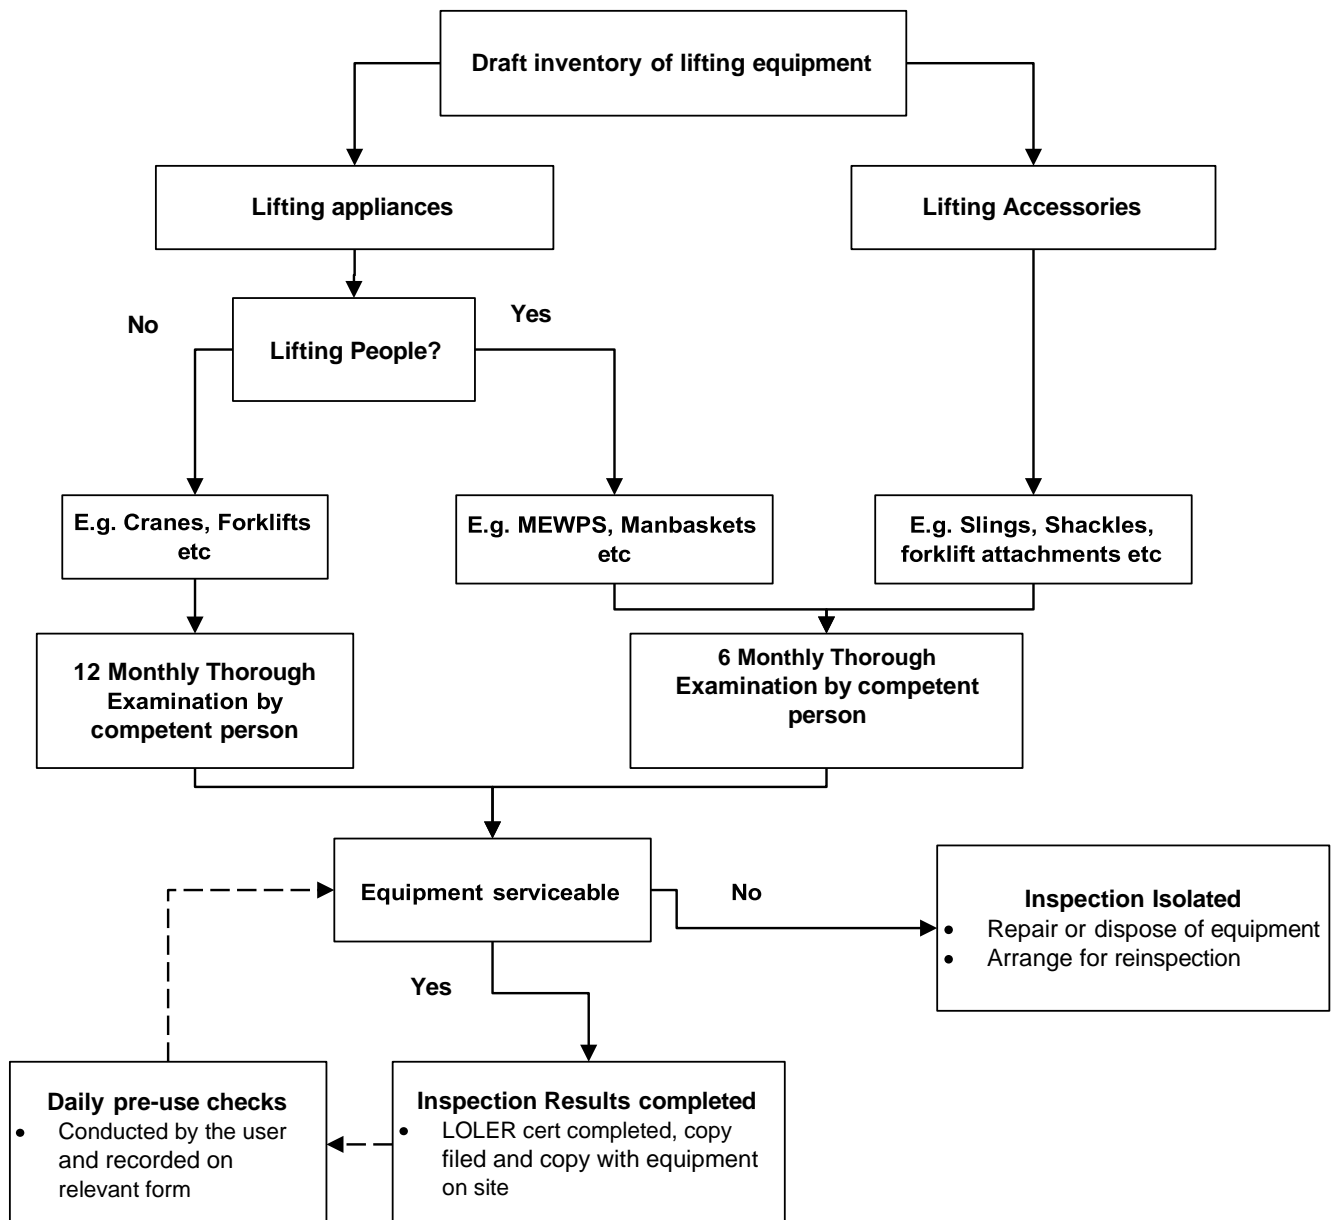 Draft inventory of lifting equipment
Lifting appliances
Lifting Accessories
No
Yes
Lifting People?
E.g. Cranes, Forklifts
etc
E.g. MEWPS, Manbaskets
etc
E.g. Slings, Shackles,
forklift attachments etc
12 Monthly Thorough
Examination by
competent person
6 Monthly Thorough
Examination by competent
person
Equipment serviceable
No
Inspection Isolated
• Repair or dispose of equipment
• Arrange for reinspection
Yes
Daily pre-use checks
• Conducted by the user
and recorded on
relevant form
Inspection Results completed
• LOLER cert completed, copy
filed and copy with equipment
on site